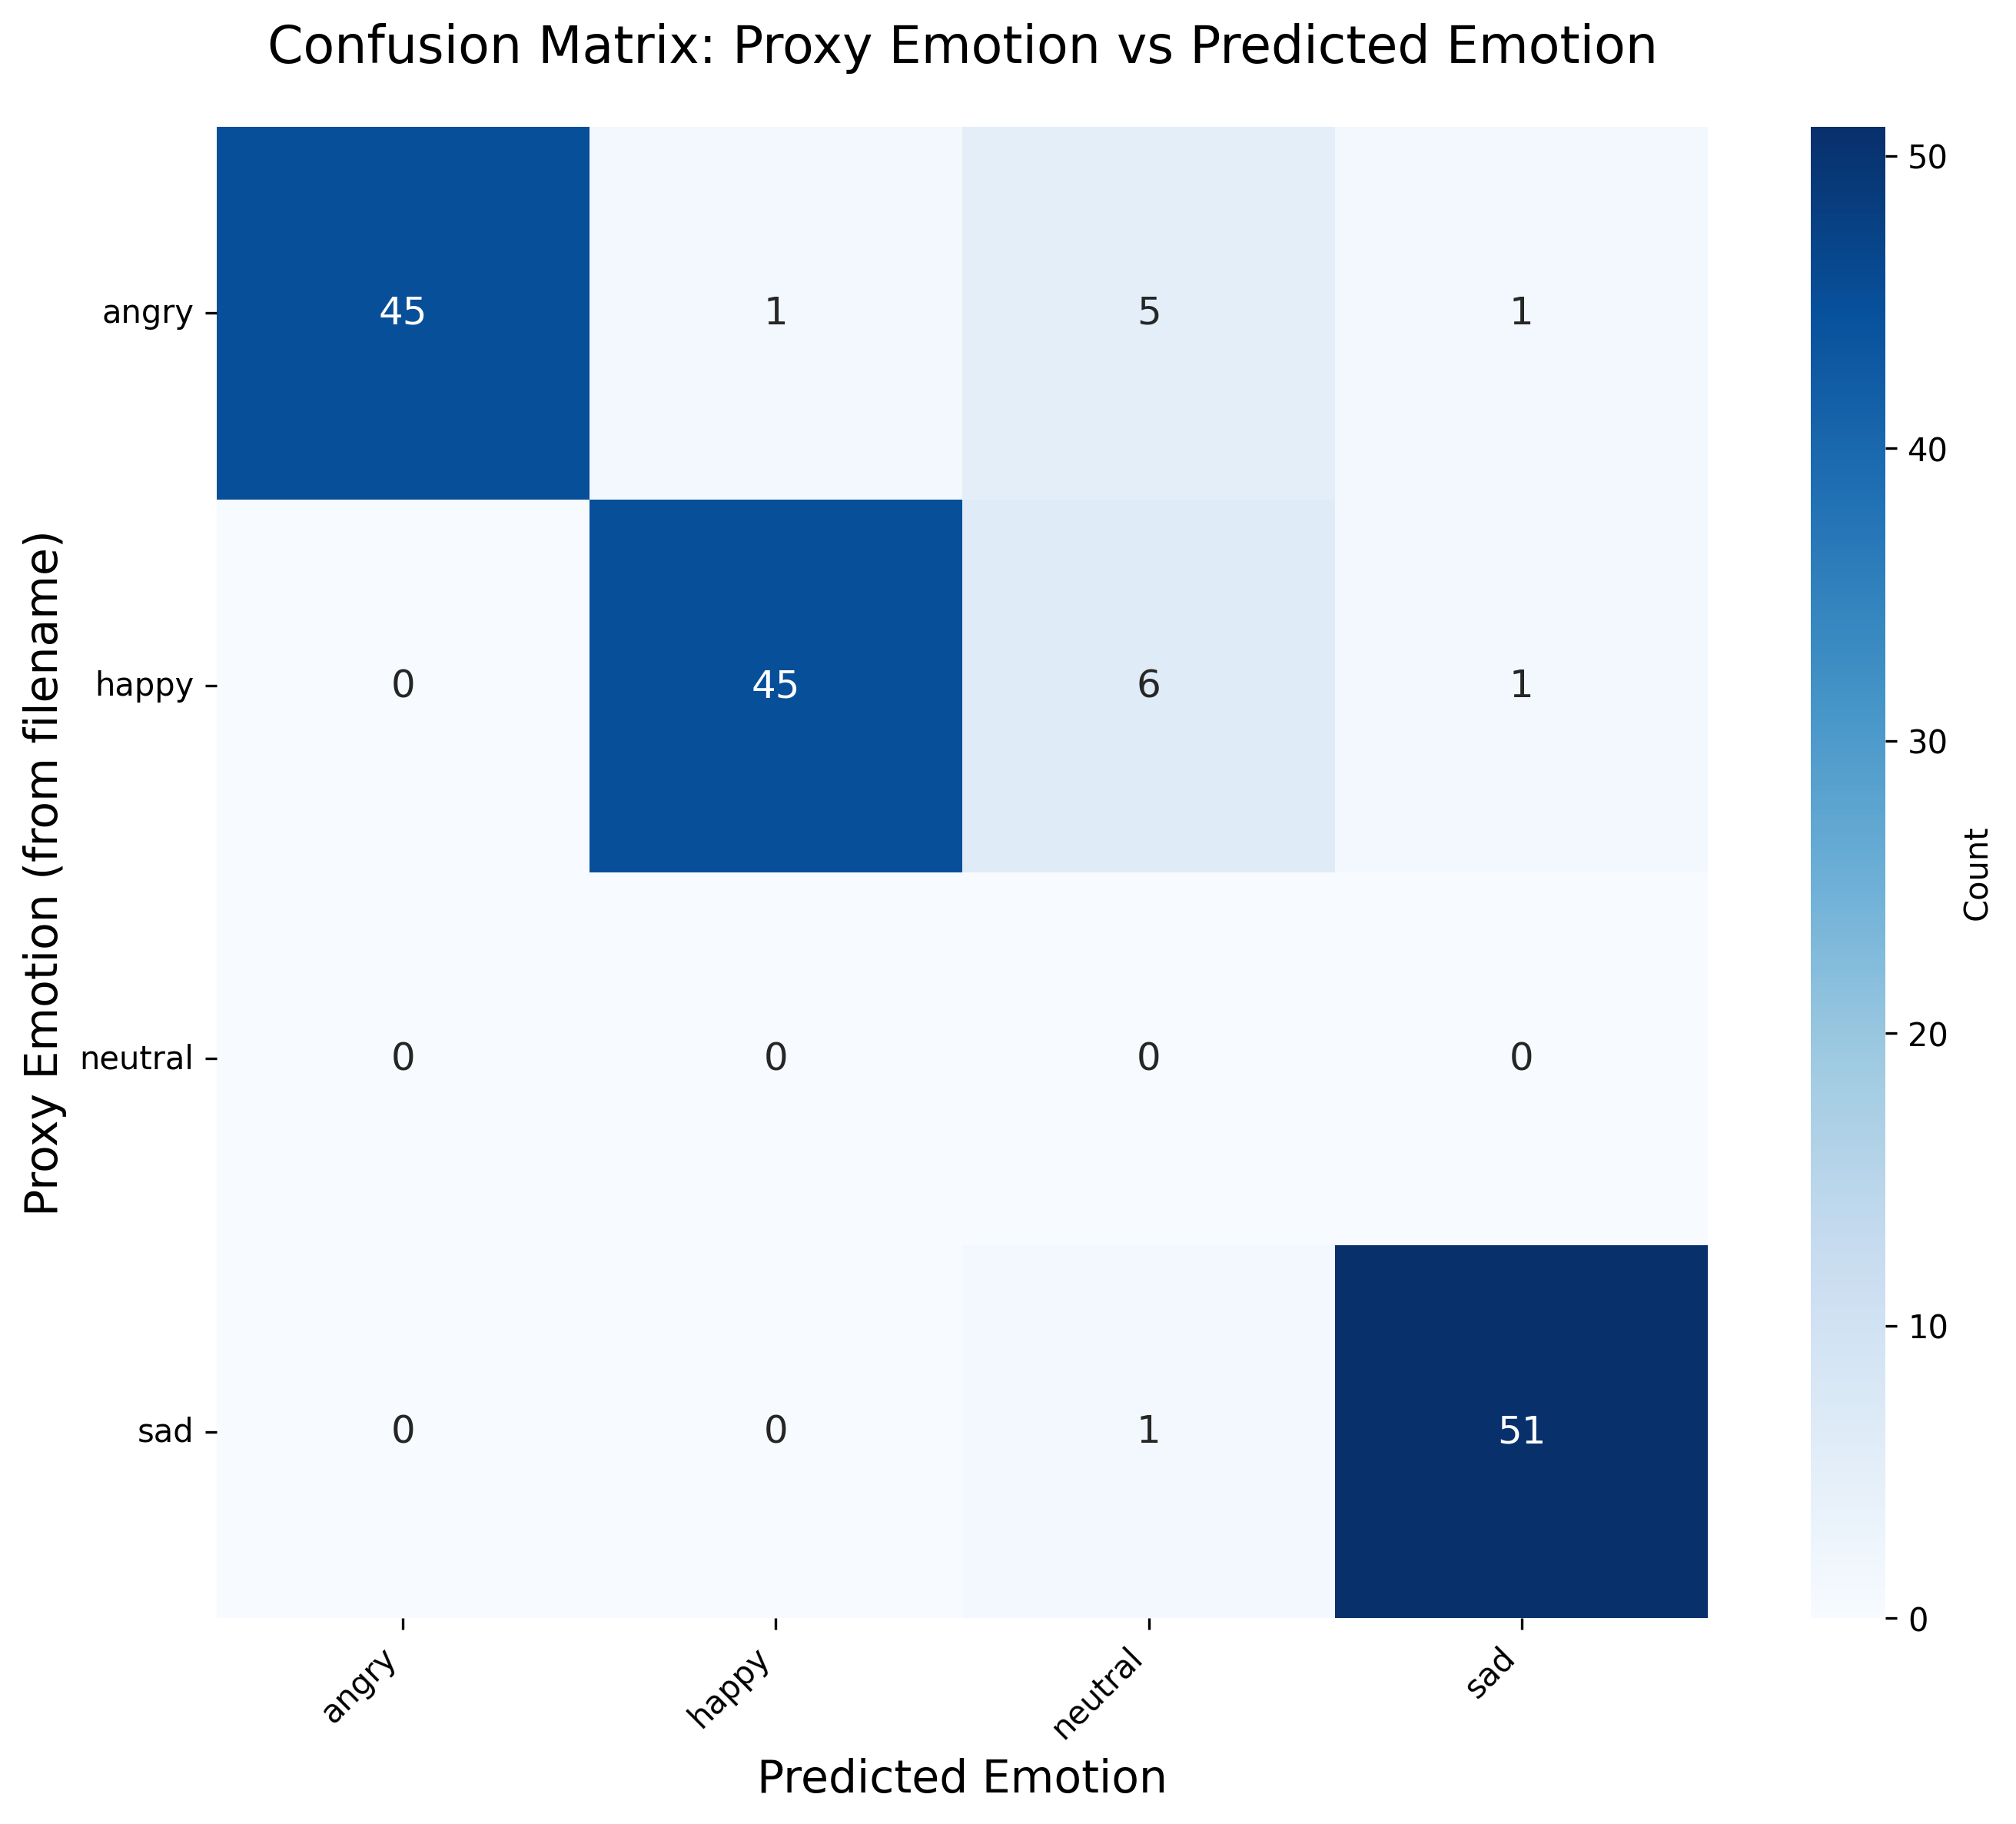 Confusion Matrix: Proxy Emotion vs Predicted Emotion
Proxy Emotion (from filename)
angry 45 1 5 1
happy 0 45 6 1
neutral 0 0 0 0
sad 0 0 1 51
angry happy neutral sad
Predicted Emotion
50
40
30
20
10
0
Count